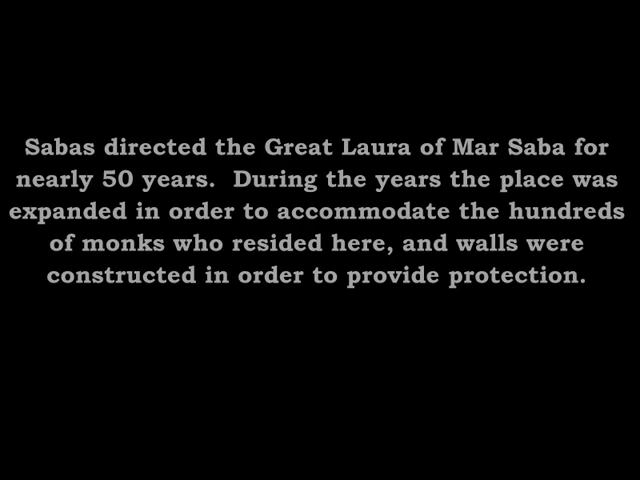 Sabas directed the Great Laura of Mar Saba for
nearly 50 years.  During the years the place was
expanded in order to accommodate the hundreds
of monks who resided here, and walls were
constructed in order to provide protection.